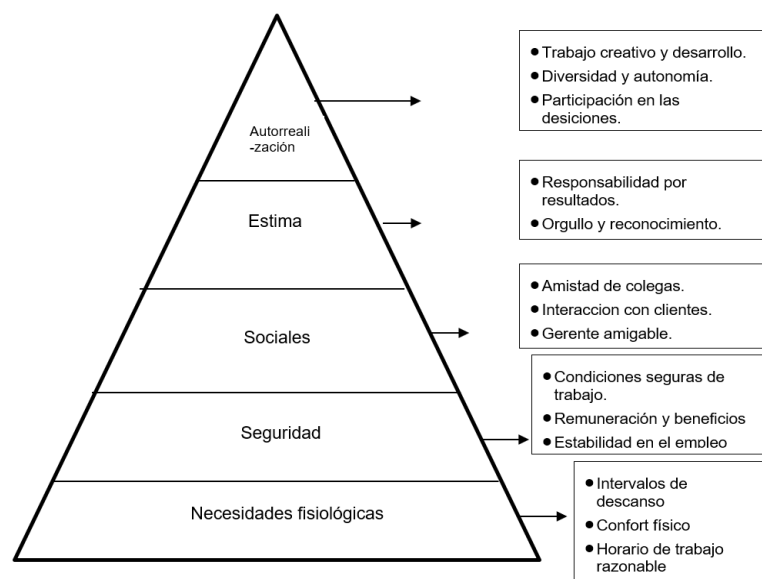 Autorreali
-zación
● Trabajo creativo y desarrollo.
● Diversidad y autonomía.
● Participación en las
desiciones.
Estima
● Responsabilidad por
resultados.
● Orgullo y reconocimiento.
Sociales
● Amistad de colegas.
● Interaccion con clientes.
● Gerente amigable.
Seguridad
● Condiciones seguras de
trabajo.
● Remuneración y beneficios
● Estabilidad en el empleo
Necesidades fisiológicas
● Intervalos de
descanso
● Confort físico
● Horario de trabajo
razonable